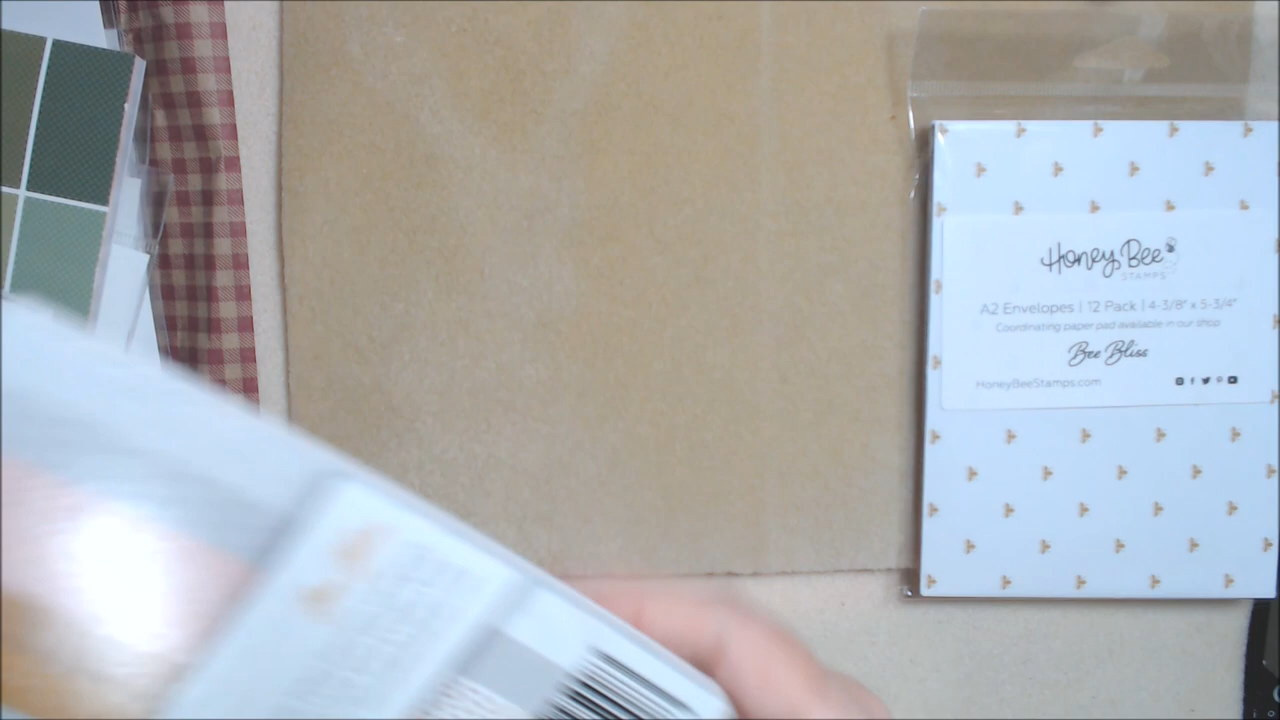 Honey Bee
STAMPS
A2 Envelopes | 12 Pack | 4-3/8" x 5-3/4"
Coordinating paper pad available in our shop
Bee Bliss
HoneyBeeStamps.com